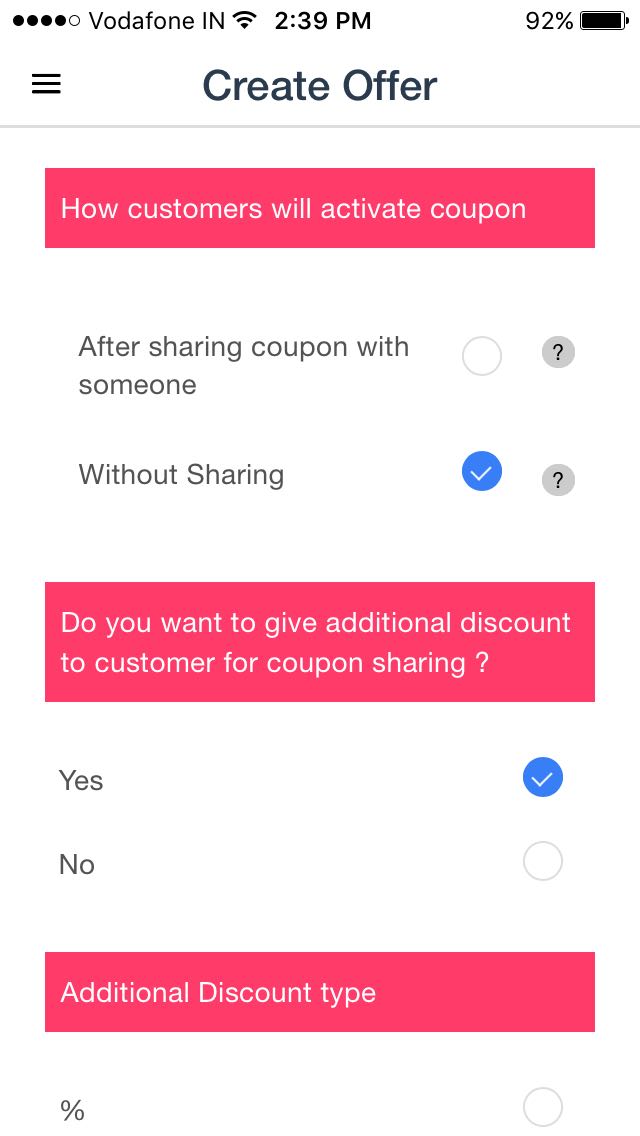 Vodafone IN 2:39 PM 92%
Create Offer
How customers will activate coupon
After sharing coupon with
someone
?
Without Sharing
?
Do you want to give additional discount
to customer for coupon sharing ?
Yes
No
Additional Discount type
%